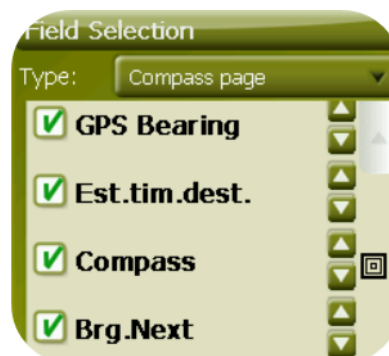 Field Selection
Type: Compass page
GPS Bearing
Est.tim.dest.
Compass
Brg.Next